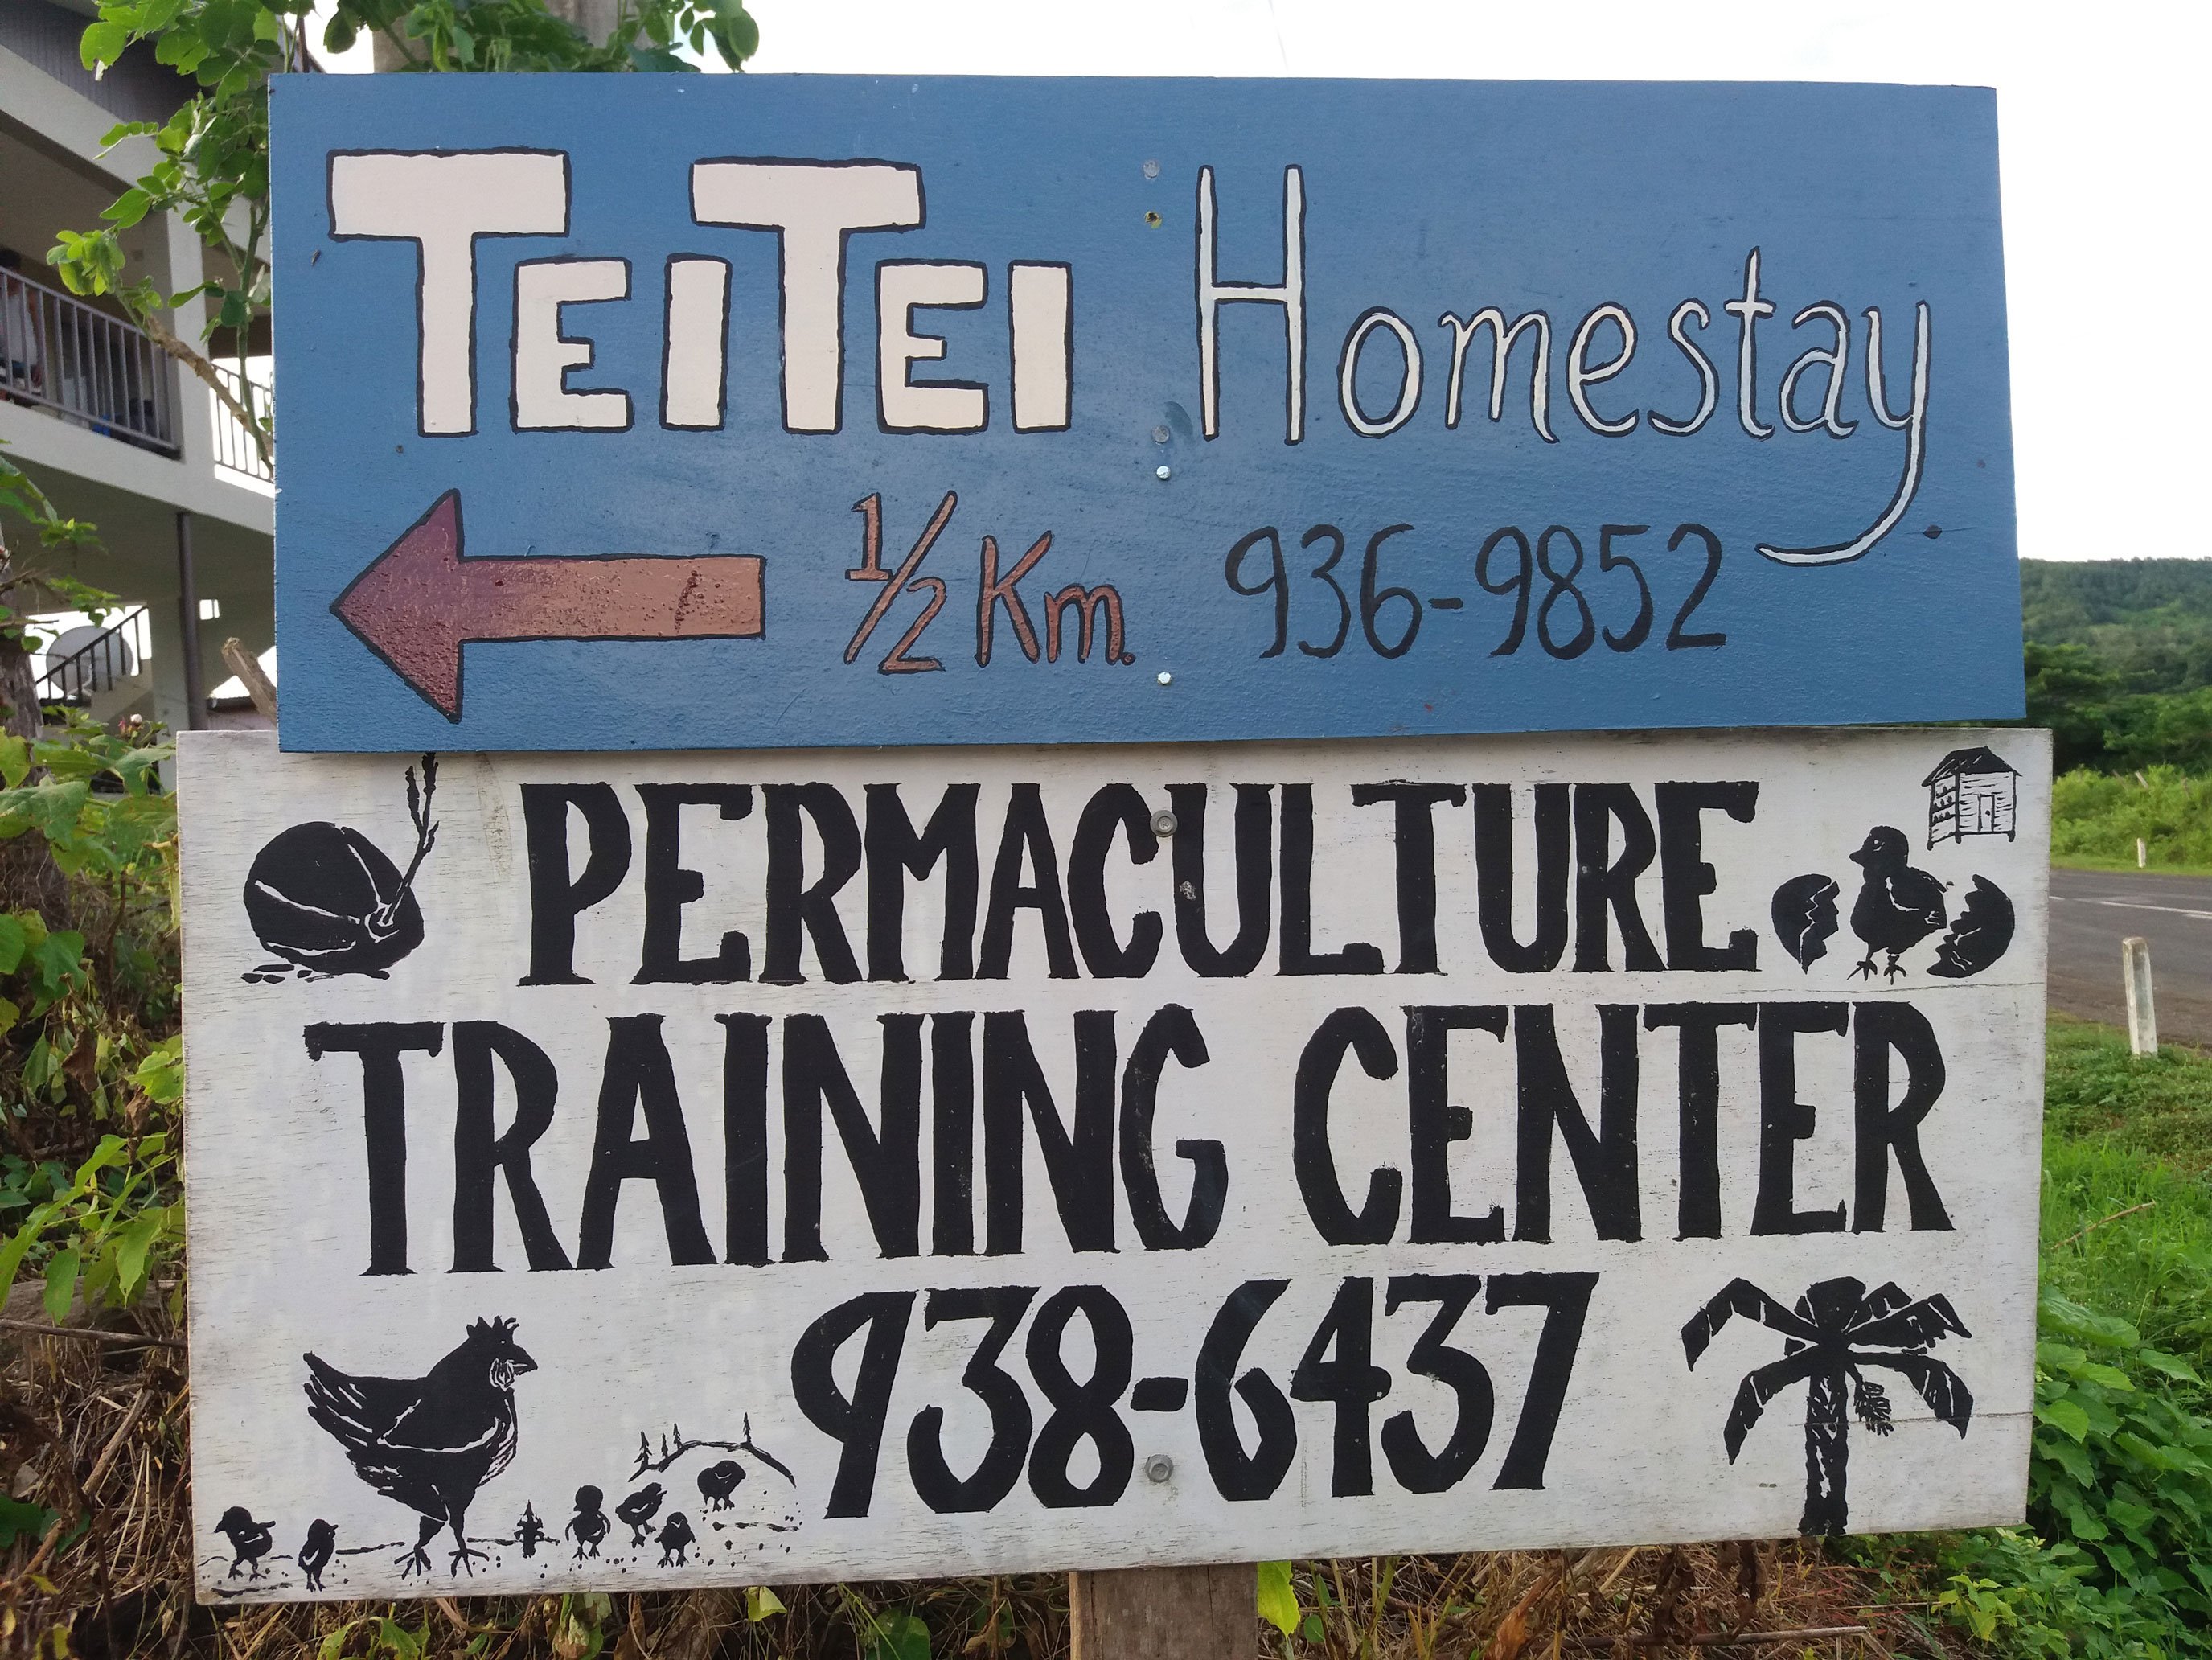 TEITEI Homestay
1/2 Km. 936-9852
PERMACULTURE
TRAINING CENTER
938-6437